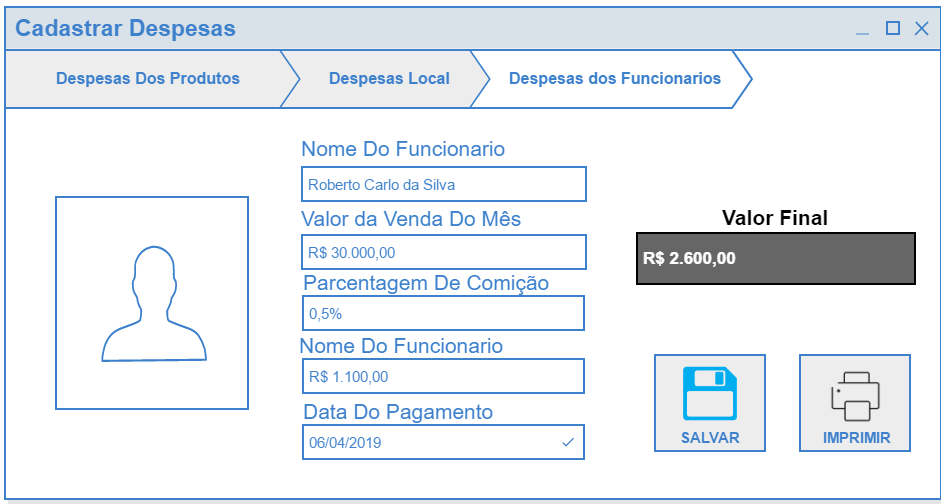 Cadastrar Despesas
Despesas Dos Produtos
Despesas Local
Despesas dos Funcionarios
Nome Do Funcionario
Roberto Carlo da Silva
Valor da Venda Do Mês
R$ 30.000,00
Parcentagem De Comição
0,5%
Nome Do Funcionario
R$ 1.100,00
Data Do Pagamento
06/04/2019
Valor Final
R$ 2.600,00
SALVAR
IMPRIMIR